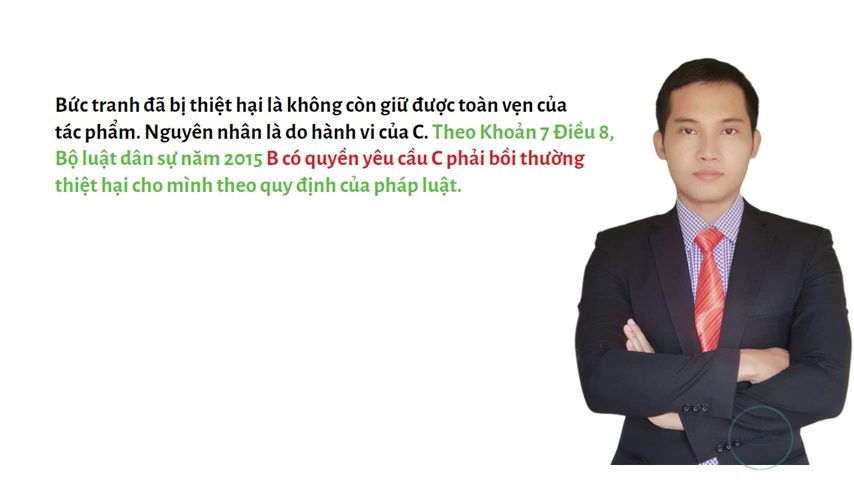 Bức tranh đã bị thiệt hại là không còn giữ được toàn vẹn của
tác phẩm. Nguyên nhân là do hành vi của C. Theo Khoản 7 Điều 8,
Bộ luật dân sự năm 2015 B có quyền yêu cầu C phải bồi thường
thiệt hại cho mình theo quy định của pháp luật.